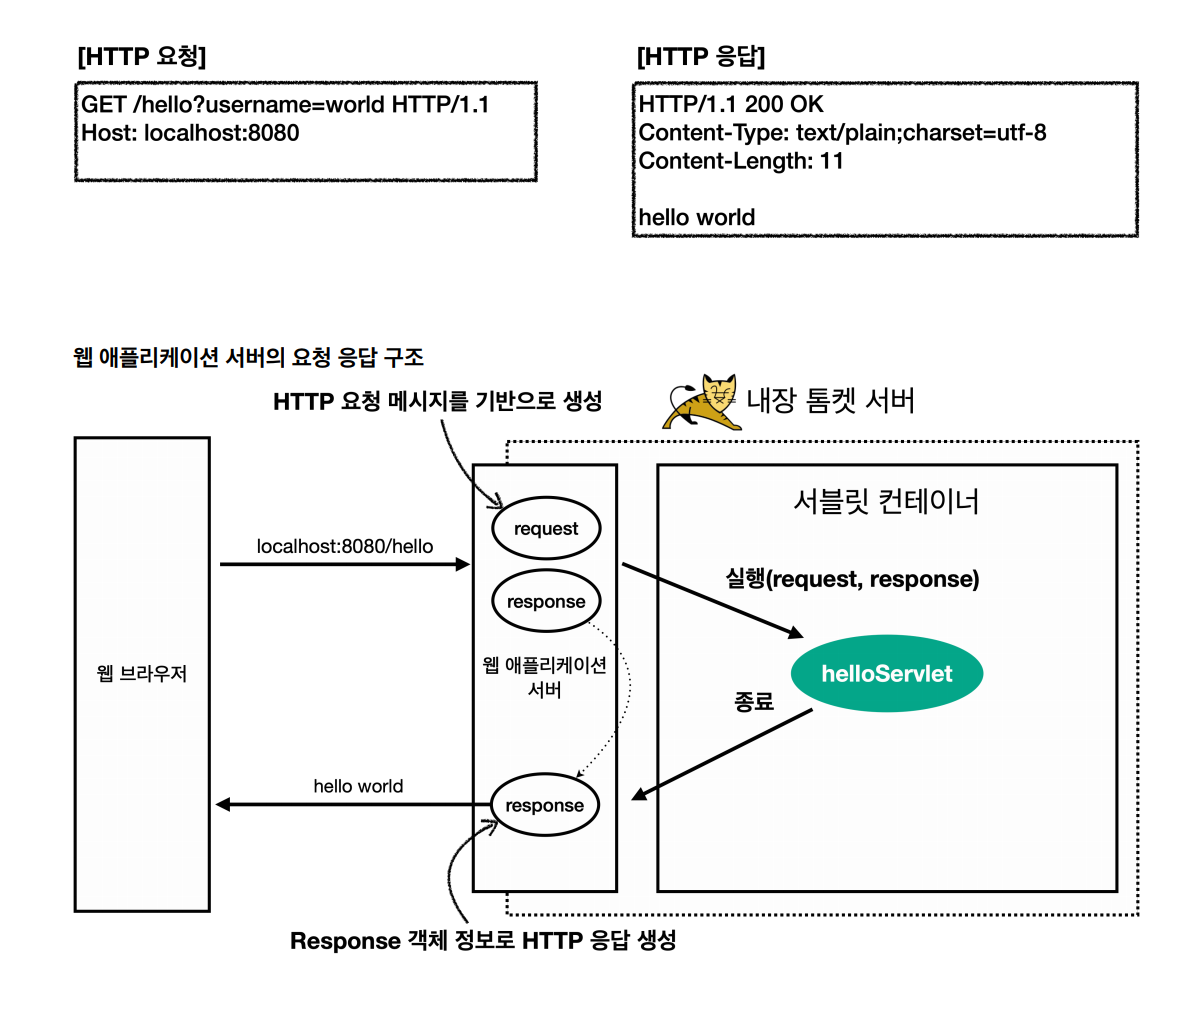 [HTTP 요청]
GET /hello?username=world HTTP/1.1
Host: localhost:8080
[HTTP 응답]
HTTP/1.1 200 OK
Content-Type: text/plain;charset=utf-8
Content-Length: 11
hello world
웹 애플리케이션 서버의 요청 응답 구조
HTTP 요청 메시지를 기반으로 생성
내장 톰켓 서버
서블릿 컨테이너
request
localhost:8080/hello
실행(request, response)
response
웹 브라우저
웹 애플리케이션
서버
helloServlet
종료
hello world
response
Response 객체 정보로 HTTP 응답 생성